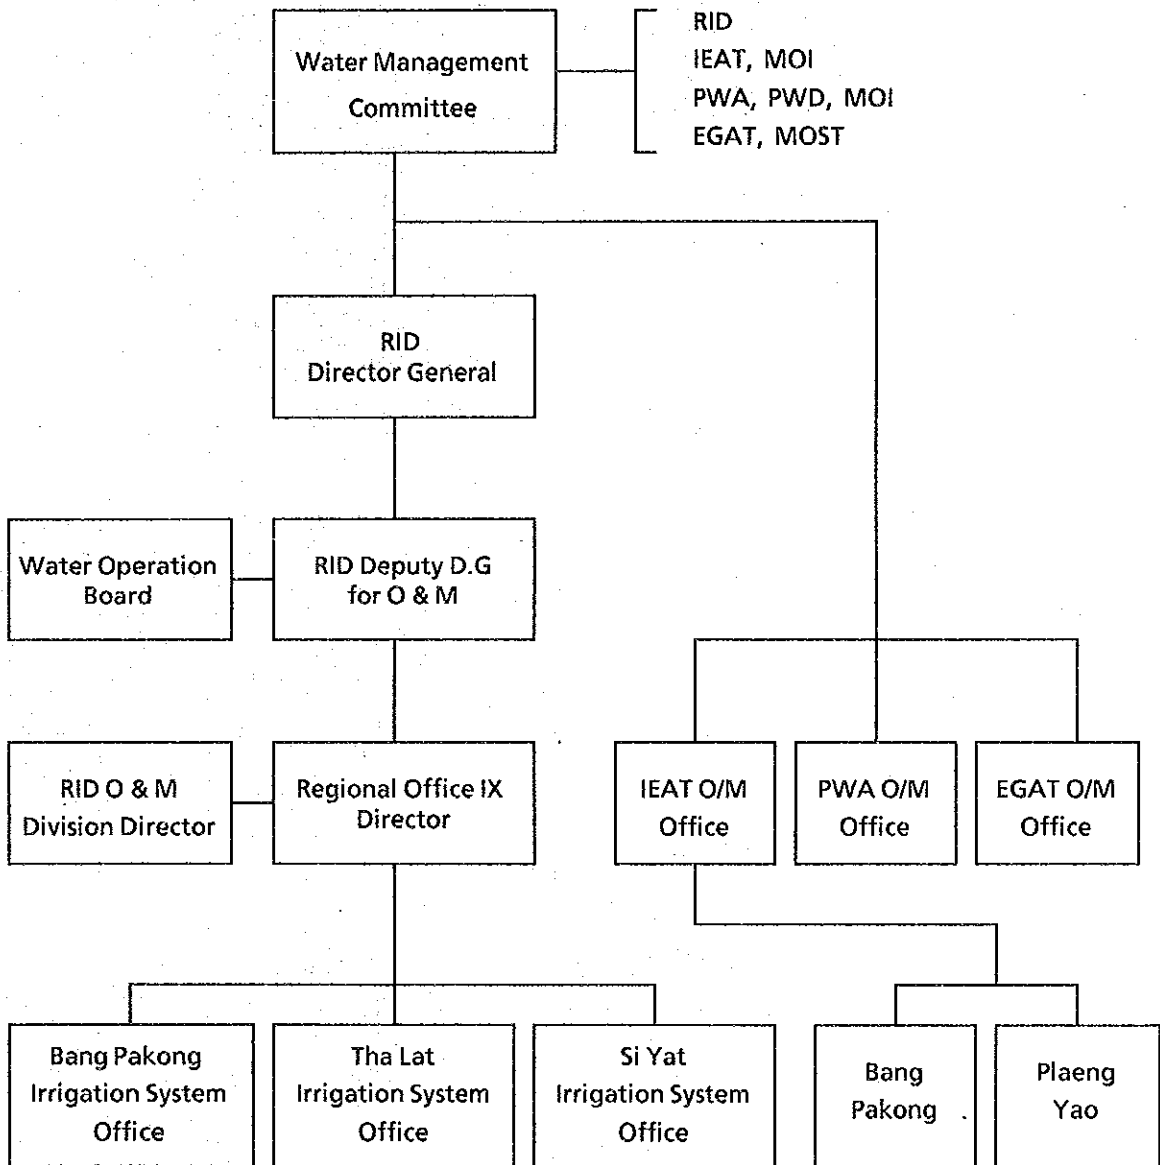 Water Management
Committee
RID
IEAT, MOI
PWA, PWD, MOI
EGAT, MOST
RID
Director General
Water Operation
Board
RID Deputy D.G
for O & M
RID O & M
Division Director
Regional Office IX
Director
IEAT O/M
Office
PWA O/M
Office
EGAT O/M
Office
Bang Pakong
Irrigation System
Office
Tha Lat
Irrigation System
Office
Si Yat
Irrigation System
Office
Bang
Pakong
Plaeng
Yao